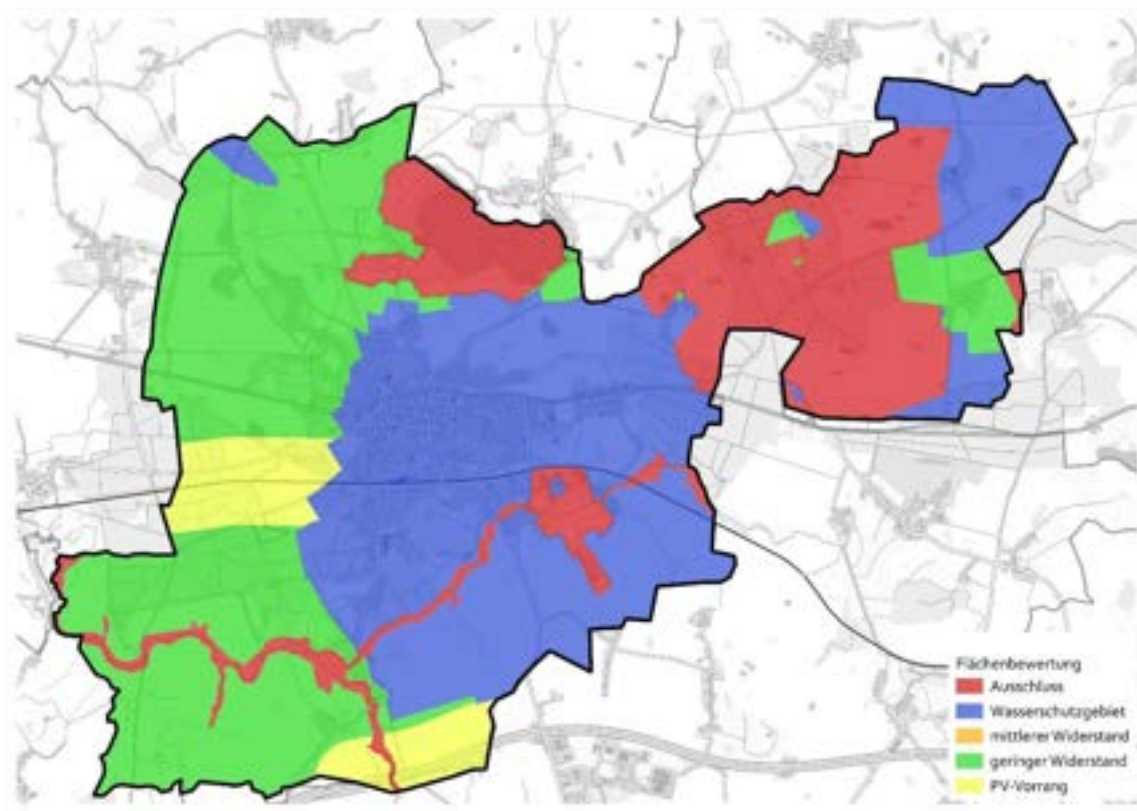 Flächenbewertung
Ausschluss
Wasserschutzgebiet
mittlerer Widerstand
geringer Widerstand
PV-Vorrang